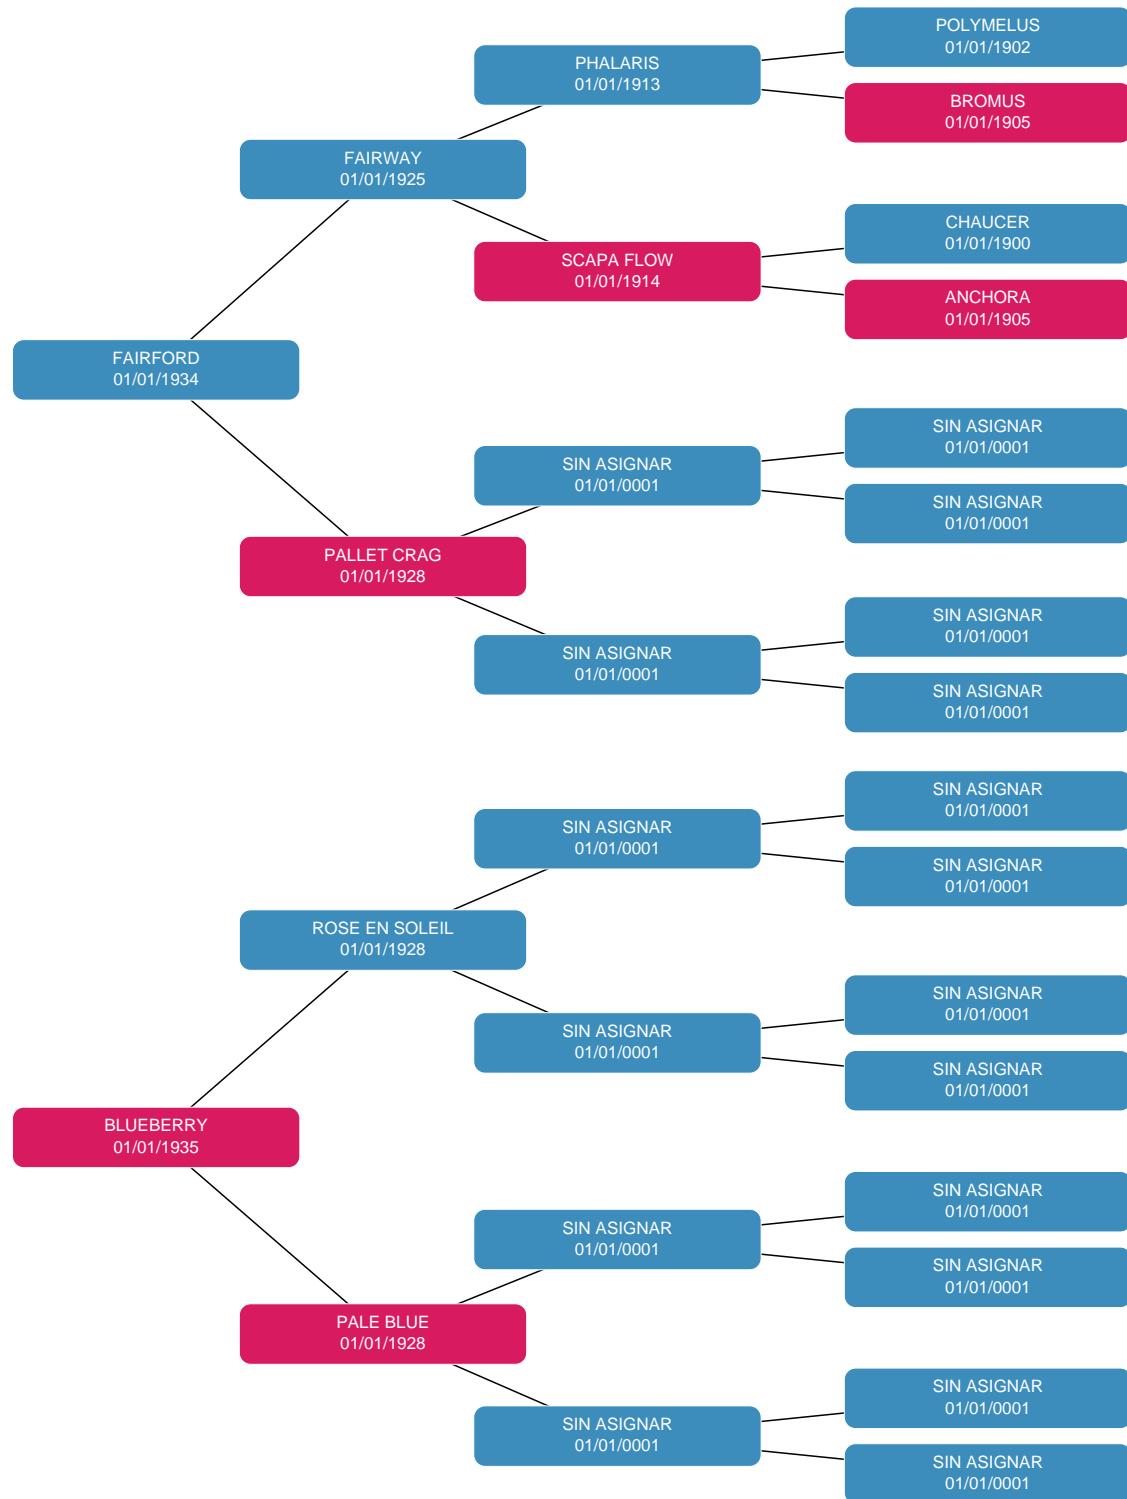 POLYMELUS
01/01/1902
PHALARIS
01/01/1913
BROMUS
01/01/1905
FAIRWAY
01/01/1925
CHAUCER
01/01/1900
SCAPA FLOW
01/01/1914
ANCHORA
01/01/1905
FAIRFORD
01/01/1934
SIN ASIGNAR
01/01/0001
SIN ASIGNAR
01/01/0001
SIN ASIGNAR
01/01/0001
PALLET CRAG
01/01/1928
SIN ASIGNAR
01/01/0001
SIN ASIGNAR
01/01/0001
SIN ASIGNAR
01/01/0001
SIN ASIGNAR
01/01/0001
SIN ASIGNAR
01/01/0001
SIN ASIGNAR
01/01/0001
ROSE EN SOLEIL
01/01/1928
SIN ASIGNAR
01/01/0001
SIN ASIGNAR
01/01/0001
SIN ASIGNAR
01/01/0001
BLUEBERRY
01/01/1935
SIN ASIGNAR
01/01/0001
SIN ASIGNAR
01/01/0001
SIN ASIGNAR
01/01/0001
PALE BLUE
01/01/1928
SIN ASIGNAR
01/01/0001
SIN ASIGNAR
01/01/0001
SIN ASIGNAR
01/01/0001